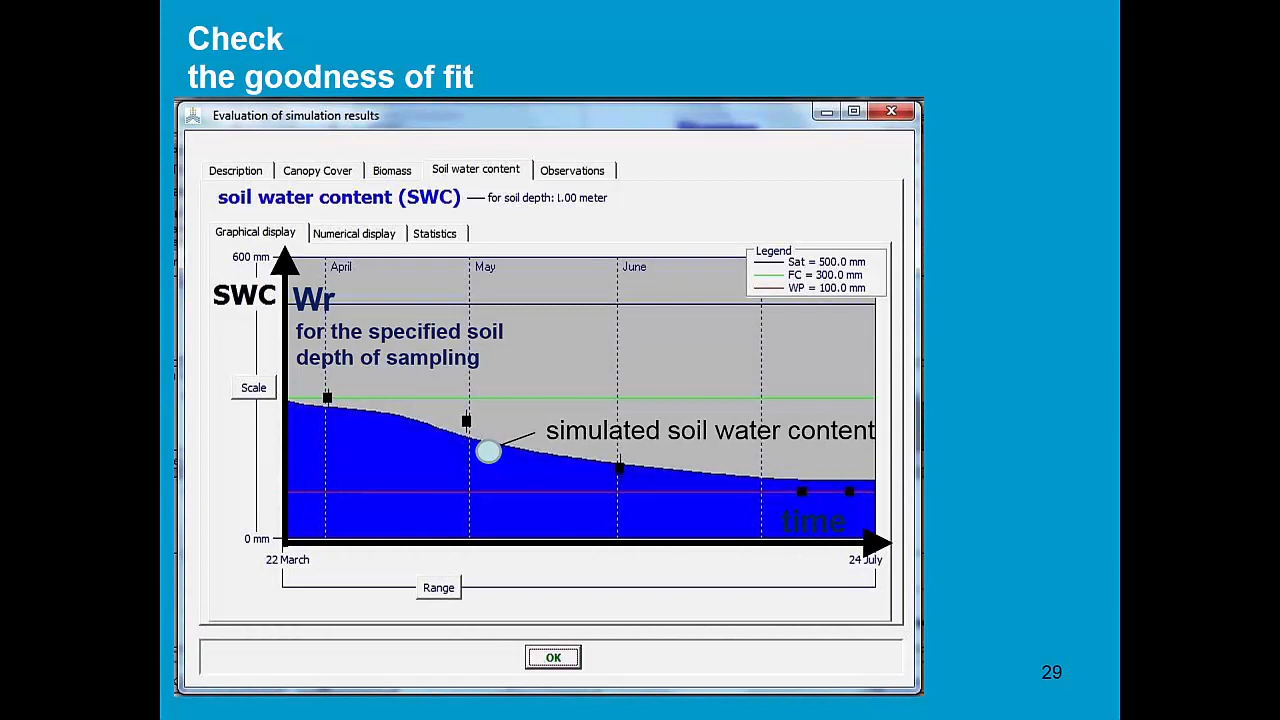 Check
the goodness of fit
Evaluation of simulation results
Description
Canopy Cover
Biomass
Soil water content
Observations
soil water content (SWC)
for soil depth: 1.00 meter
Graphical display
Numerical display
Statistics
600 mm
April
May
June
Legend
Sat = 500.0 mm
FC = 300.0 mm
WP = 100.0 mm
SWC
Wr
for the specified soil
depth of sampling
Scale
simulated soil water content
time
0 mm
22 March
24 July
Range
OK
29